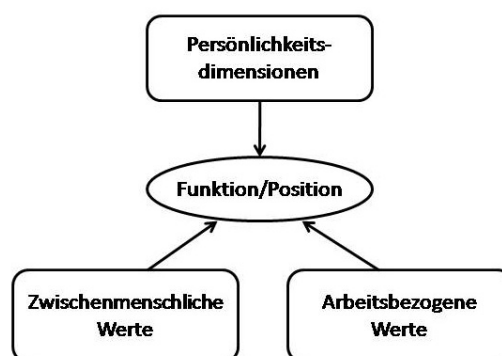 Persönlichkeits-
dimensionen
Funktion/Position
Zwischenmenschliche
Werte
Arbeitsbezogene
Werte